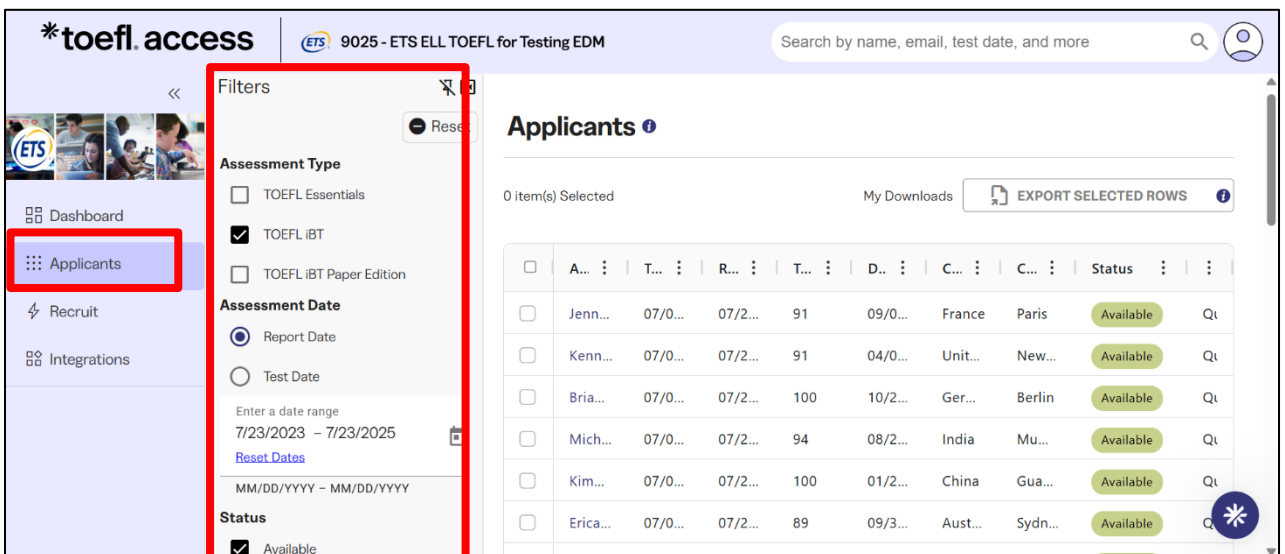 *toefl. access
ETS 9025 - ETS ELL TOEFL for Testing EDM
Search by name, email, test date, and more
ETS
Dashboard
Applicants
Recruit
Integrations
Filters
Reset
Assessment Type
TOEFL Essentials
TOEFL iBT
TOEFL iBT Paper Edition
Assessment Date
Report Date
Test Date
Enter a date range
7/23/2023 – 7/23/2025
Reset Dates
MM/DD/YYYY – MM/DD/YYYY
Status
Available
Applicants
0 item(s) Selected
My Downloads EXPORT SELECTED ROWS
A... T... R... T... D... C... C... Status
Jenn... 07/0... 07/2... 91 09/0... France Paris Available
Kenn... 07/0... 07/2... 91 04/0... Unit... New... Available
Bria... 07/0... 07/2... 100 10/2... Ger... Berlin Available
Mich... 07/0... 07/2... 94 08/2... India Mu... Available
Kim... 07/0... 07/2... 100 01/2... China Gua... Available
Erica... 07/0... 07/2... 89 09/3... Aust... Sydn... Available